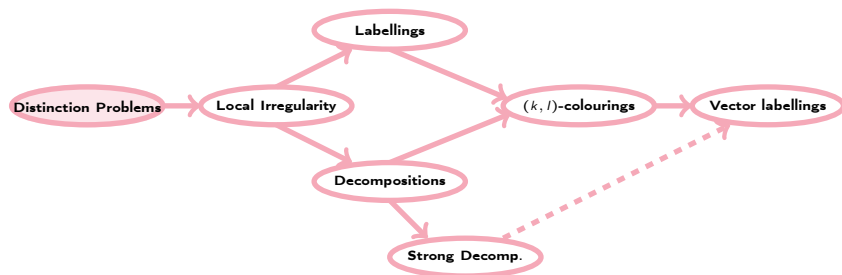 Labellings
Distinction Problems
Local Irregularity
(k, l)-colourings
Vector labellings
Decompositions
Strong Decomp.